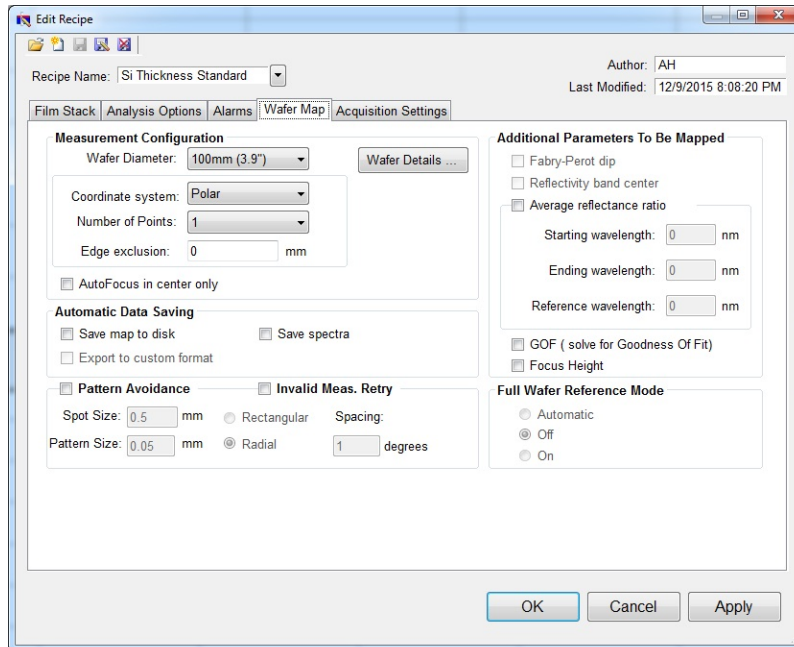 Edit Recipe
Recipe Name: Si Thickness Standard
Author: AH
Last Modified: 12/9/2015 8:08:20 PM
Film Stack Analysis Options Alarms Wafer Map Acquisition Settings
Measurement Configuration
Wafer Diameter: 100mm (3.9") Wafer Details ...
Coordinate system: Polar
Number of Points: 1
Edge exclusion: 0 mm
AutoFocus in center only
Automatic Data Saving
Save map to disk Save spectra
Export to custom format
Pattern Avoidance Invalid Meas. Retry
Spot Size: 0.5 mm Rectangular Spacing:
Pattern Size: 0.05 mm Radial 1 degrees
Additional Parameters To Be Mapped
Fabry-Perot dip
Reflectivity band center
Average reflectance ratio
Starting wavelength: 0 nm
Ending wavelength: 0 nm
Reference wavelength: 0 nm
GOF ( solve for Goodness Of Fit)
Focus Height
Full Wafer Reference Mode
Automatic
Off
On
OK Cancel Apply